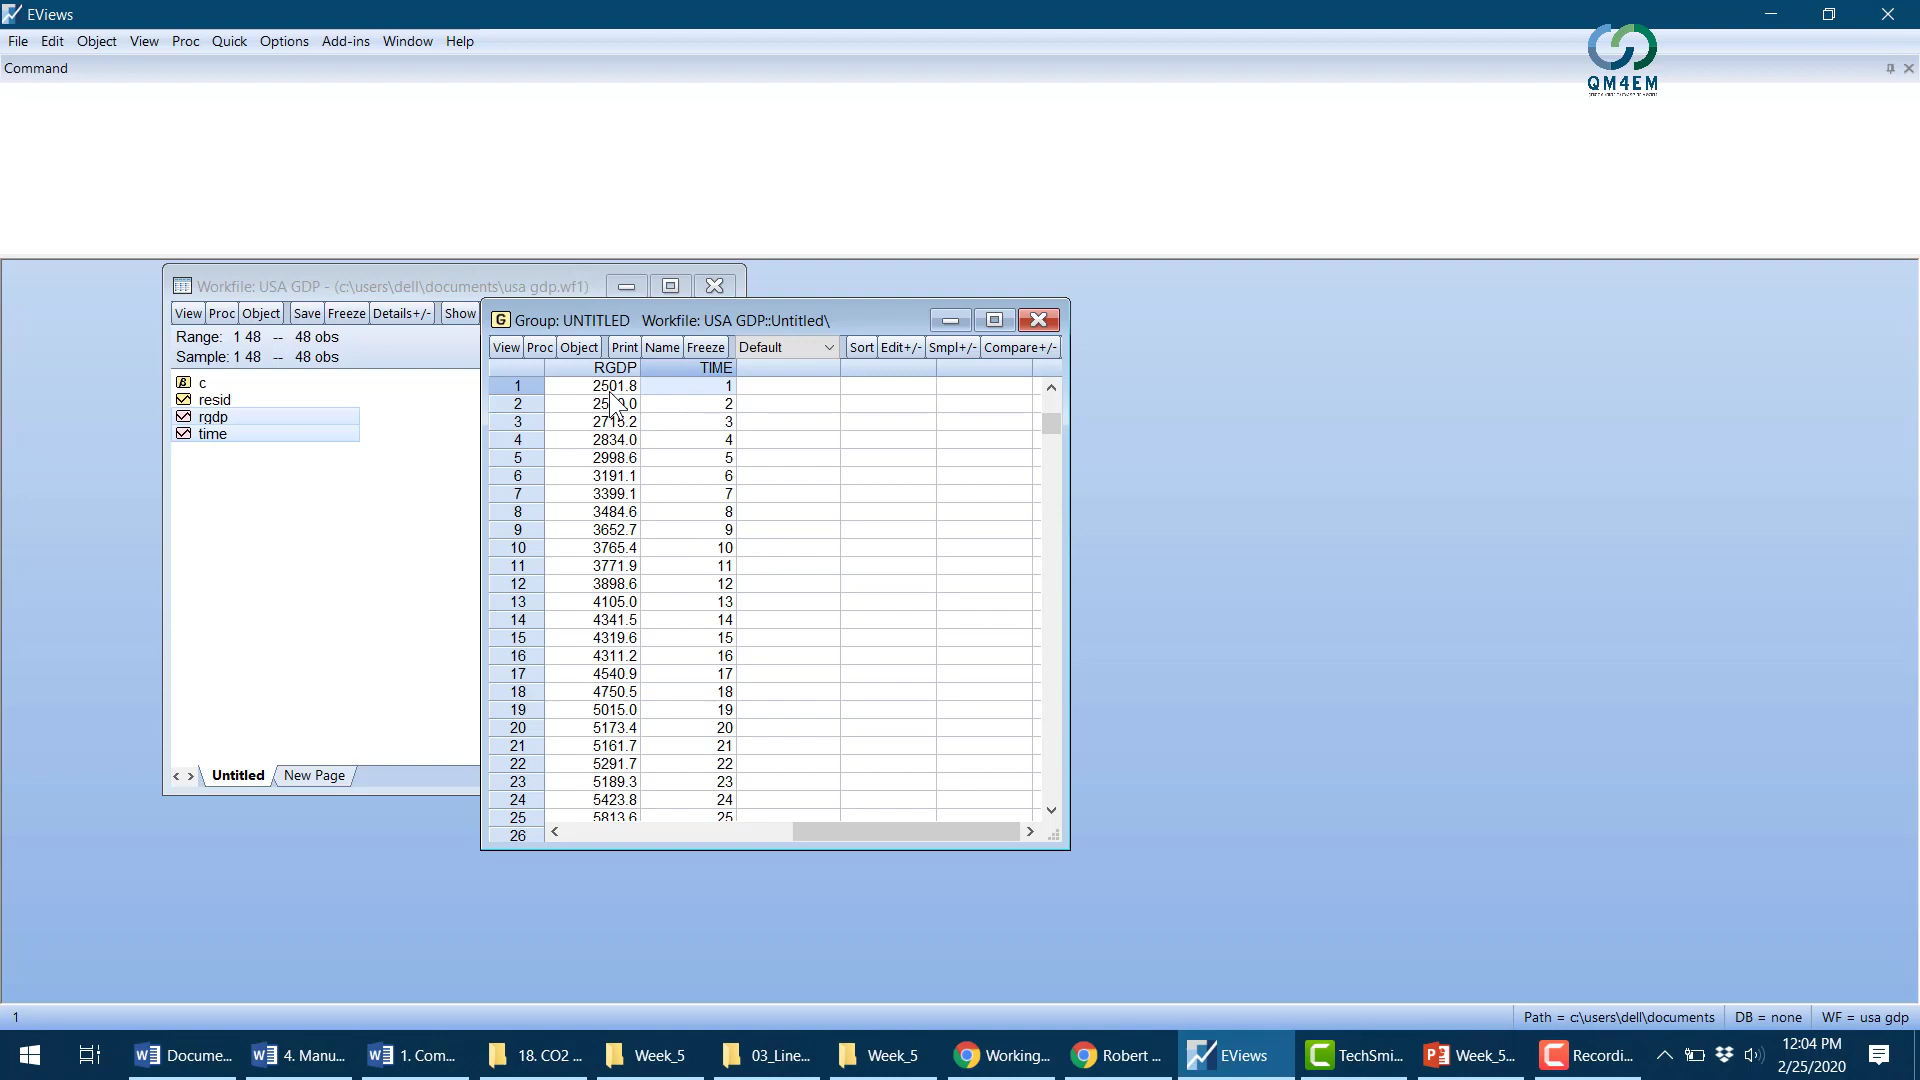 EViews
File Edit Object View Proc Quick Options Add-ins Window Help
Command
QM4EM
Workfile: USA GDP - (c:\users\dell\documents\usa gdp.wf1)
View Proc Object Save Freeze Details+/- Show
Range: 1 48 -- 48 obs
Sample: 1 48 -- 48 obs
c
resid
rgdp
time
Untitled New Page
Group: UNTITLED Workfile: USA GDP::Untitled\
View Proc Object Print Name Freeze Default Sort Edit+/- Smpl+/- Compare+/-
RGDP TIME
1 2501.8 1
2 2
3 2715.2 3
4 2834.0 4
5 2998.6 5
6 3191.1 6
7 3399.1 7
8 3484.6 8
9 3652.7 9
10 3765.4 10
11 3771.9 11
12 3898.6 12
13 4105.0 13
14 4341.5 14
15 4319.6 15
16 4311.2 16
17 4540.9 17
18 4750.5 18
19 5015.0 19
20 5173.4 20
21 5161.7 21
22 5291.7 22
23 5189.3 23
24 5423.8 24
25 5813.6 25
26
1 Path = c:\users\dell\documents DB = none WF = usa gdp
Docume... 4. Manu... 1. Com... 18. CO2 ... Week_5 03_Line... Week_5 Working... Robert ... EViews TechSmi... Week_5... Recordi... 12:04 PM
2/25/2020